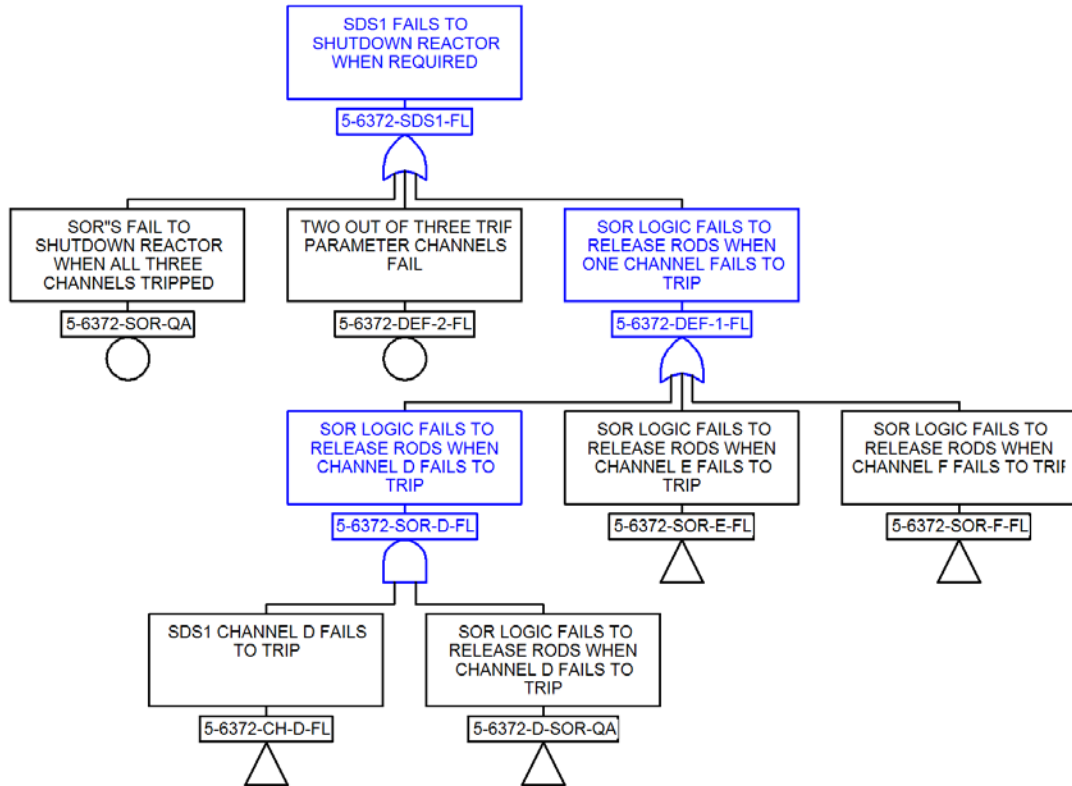 SDS1 FAILS TO
SHUTDOWN REACTOR
WHEN REQUIRED
5-6372-SDS1-FL
SOR"S FAIL TO
SHUTDOWN REACTOR
WHEN ALL THREE
CHANNELS TRIPPED
5-6372-SOR-QA
TWO OUT OF THREE TRIP
PARAMETER CHANNELS
FAIL
5-6372-DEF-2-FL
SOR LOGIC FAILS TO
RELEASE RODS WHEN
ONE CHANNEL FAILS TO
TRIP
5-6372-DEF-1-FL
SOR LOGIC FAILS TO
RELEASE RODS WHEN
CHANNEL D FAILS TO
TRIP
5-6372-SOR-D-FL
SOR LOGIC FAILS TO
RELEASE RODS WHEN
CHANNEL E FAILS TO
TRIP
5-6372-SOR-E-FL
SOR LOGIC FAILS TO
RELEASE RODS WHEN
CHANNEL F FAILS TO TRIP
5-6372-SOR-F-FL
SDS1 CHANNEL D FAILS
TO TRIP
5-6372-CH-D-FL
SOR LOGIC FAILS TO
RELEASE RODS WHEN
CHANNEL D FAILS TO
TRIP
5-6372-D-SOR-QA